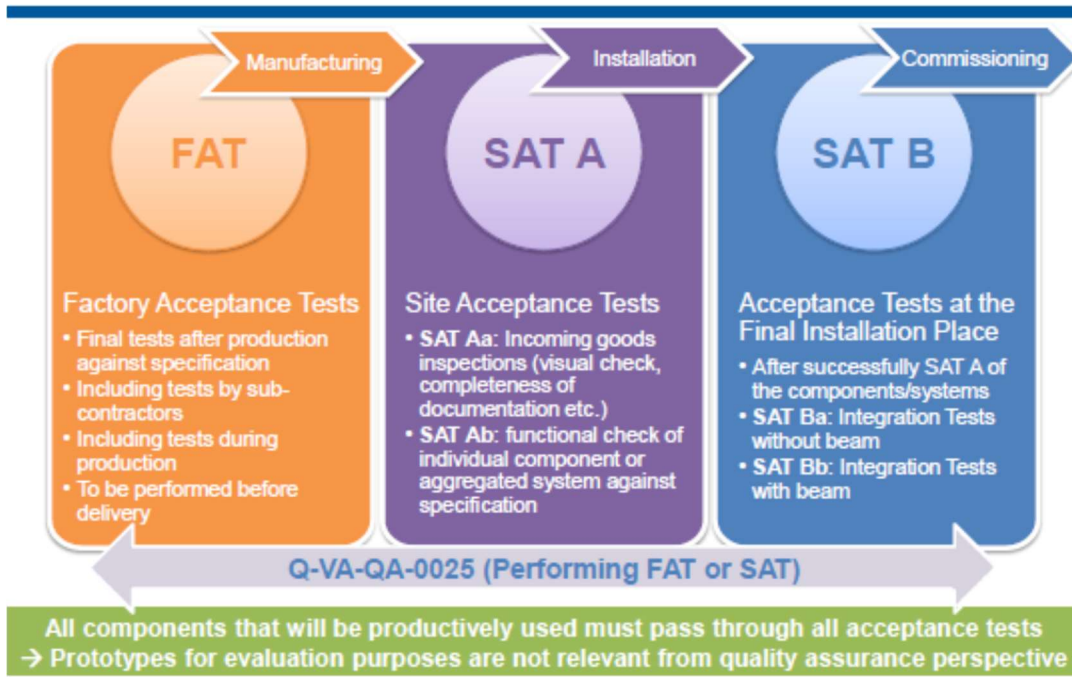 Manufacturing
Installation
Commissioning
FAT
SAT A
SAT B
Factory Acceptance Tests
• Final tests after production
against specification
• Including tests by sub-
contractors
• Including tests during
production
• To be performed before
delivery
Site Acceptance Tests
• SAT Aa: Incoming goods
inspections (visual check,
completeness of
documentation etc.)
• SAT Ab: functional check of
individual component or
aggregated system against
specification
Acceptance Tests at the
Final Installation Place
• After successfully SAT A of
the components/systems
• SAT Ba: Integration Tests
without beam
• SAT Bb: Integration Tests
with beam
Q-VA-QA-0025 (Performing FAT or SAT)
All components that will be productively used must pass through all acceptance tests
→ Prototypes for evaluation purposes are not relevant from quality assurance perspective